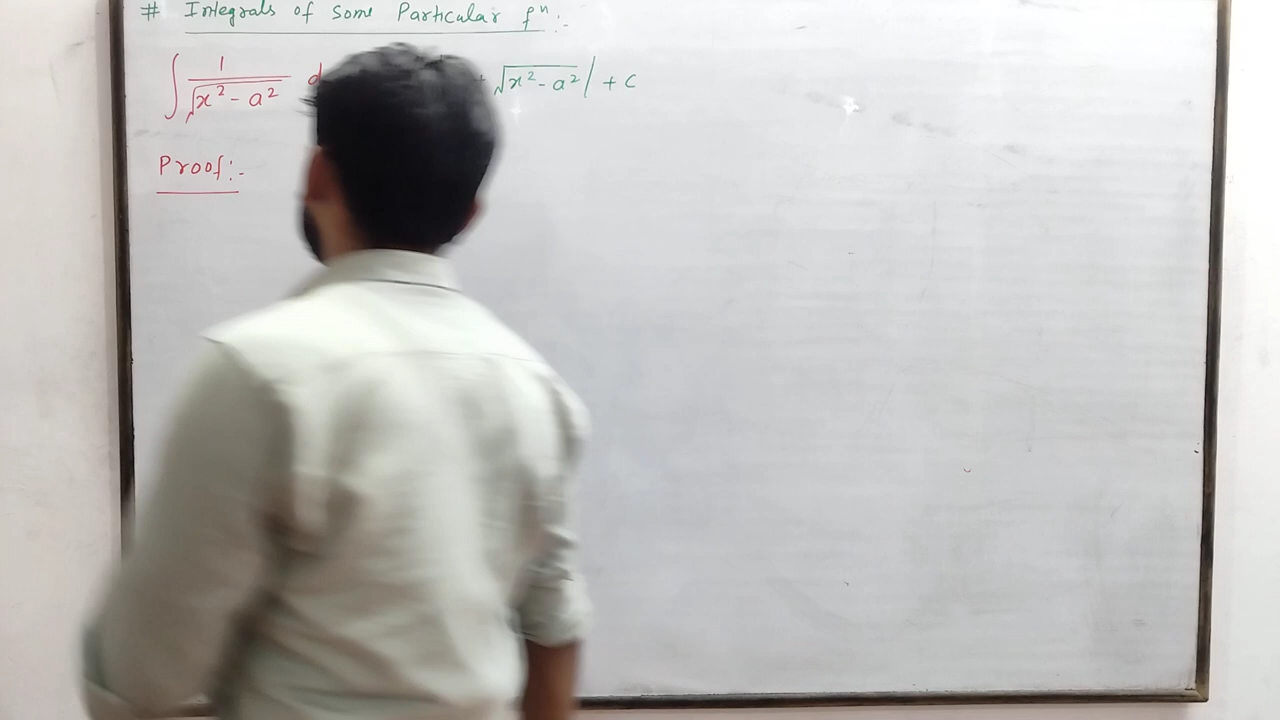 # Integrals of Some Particular fⁿ:-
∫ 1/√(x² - a²) d + √(x² - a²) | + c
Proof:-